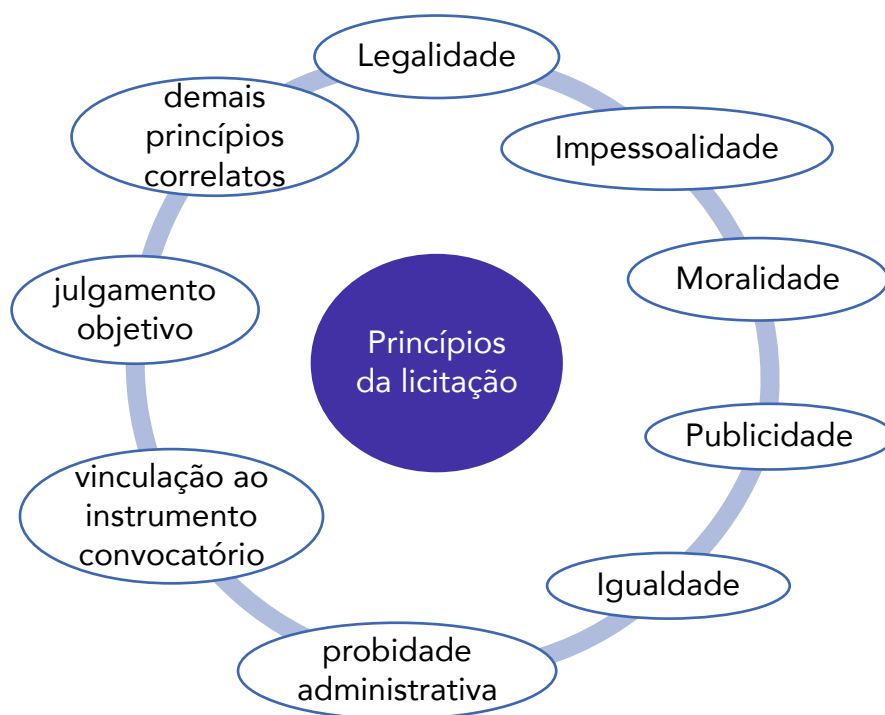 Legalidade
Impessoalidade
Moralidade
Publicidade
Igualdade
probidade
administrativa
vinculação ao
instrumento
convocatório
julgamento
objetivo
demais
princípios
correlatos
Princípios
da licitação